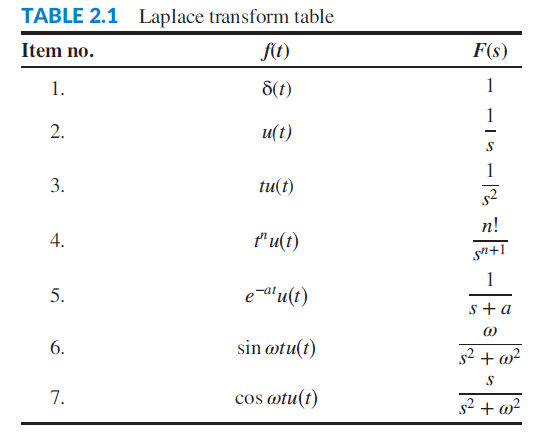 TABLE 2.1 Laplace transform table
Item no. f(t) F(s)
1. δ(t) 1
2. u(t) 1/s
3. tu(t) 1/s²
4. tⁿu(t) n!/sⁿ⁺¹
5. e⁻ᵃᵗu(t) 1/(s + a)
6. sin ωtu(t) ω/(s² + ω²)
7. cos ωtu(t) s/(s² + ω²)